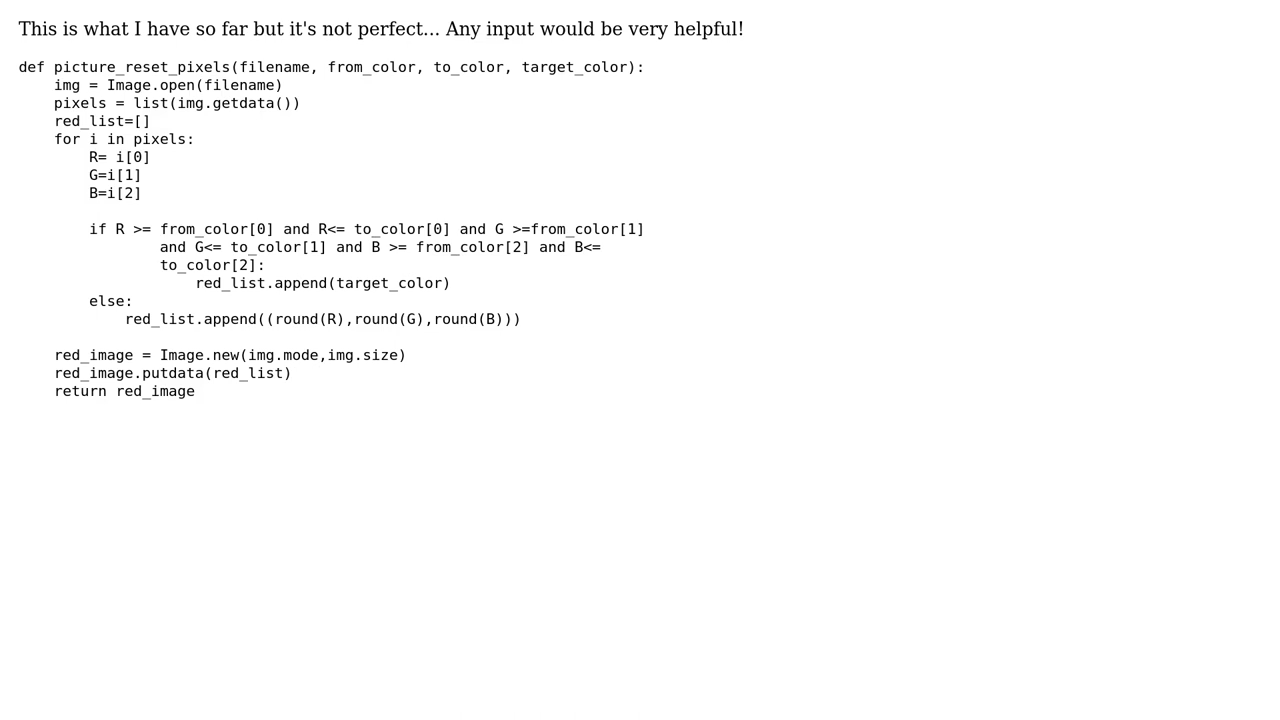 This is what I have so far but it's not perfect... Any input would be very helpful!
def picture_reset_pixels(filename, from_color, to_color, target_color):
    img = Image.open(filename)
    pixels = list(img.getdata())
    red_list=[]
    for i in pixels:
        R= i[0]
        G=i[1]
        B=i[2]

        if R >= from_color[0] and R<= to_color[0] and G >=from_color[1]
                and G<= to_color[1] and B >= from_color[2] and B<=
                to_color[2]:
                    red_list.append(target_color)
        else:
            red_list.append((round(R),round(G),round(B)))

    red_image = Image.new(img.mode,img.size)
    red_image.putdata(red_list)
    return red_image